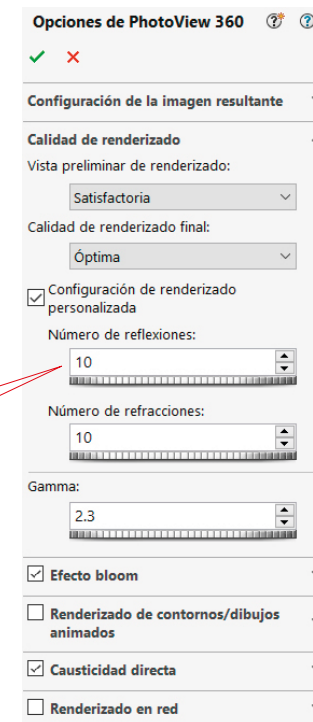 Opciones de PhotoView 360
Configuración de la imagen resultante
Calidad de renderizado
Vista preliminar de renderizado:
Satisfactoria
Calidad de renderizado final:
Óptima
Configuración de renderizado
personalizada
Número de reflexiones:
10
Número de refracciones:
10
Gamma:
2.3
Efecto bloom
Renderizado de contornos/dibujos
animados
Causticidad directa
Renderizado en red